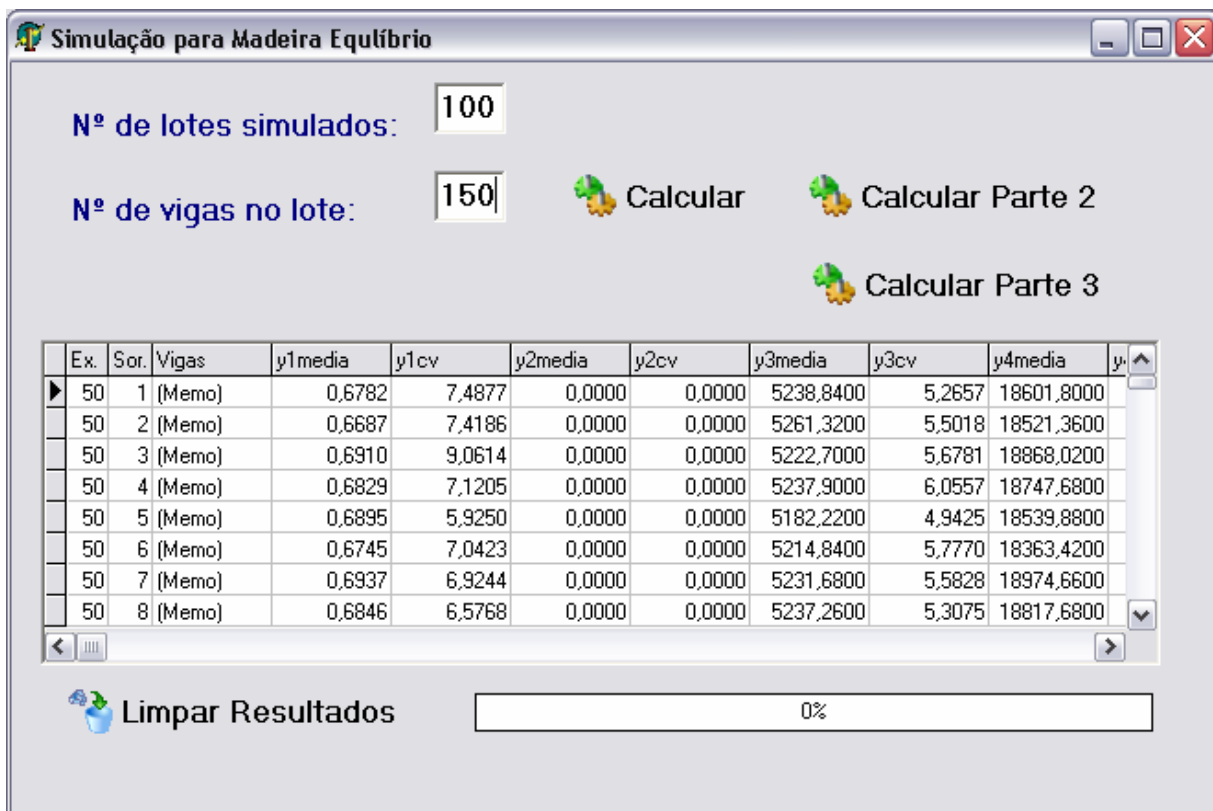 Simulação para Madeira Equlíbrio
Nº de lotes simulados: 100
Nº de vigas no lote: 150 Calcular Calcular Parte 2
Calcular Parte 3
Ex. Sor. Vigas y1media y1cv y2media y2cv y3media y3cv y4media
50 1 (Memo) 0,6782 7,4877 0,0000 0,0000 5238,8400 5,2657 18601,8000
50 2 (Memo) 0,6687 7,4186 0,0000 0,0000 5261,3200 5,5018 18521,3600
50 3 (Memo) 0,6910 9,0614 0,0000 0,0000 5222,7000 5,6781 18868,0200
50 4 (Memo) 0,6829 7,1205 0,0000 0,0000 5237,9000 6,0557 18747,6800
50 5 (Memo) 0,6895 5,9250 0,0000 0,0000 5182,2200 4,9425 18539,8800
50 6 (Memo) 0,6745 7,0423 0,0000 0,0000 5214,8400 5,7770 18363,4200
50 7 (Memo) 0,6937 6,9244 0,0000 0,0000 5231,6800 5,5828 18974,6600
50 8 (Memo) 0,6846 6,5768 0,0000 0,0000 5237,2600 5,3075 18817,6800
Limpar Resultados 0%